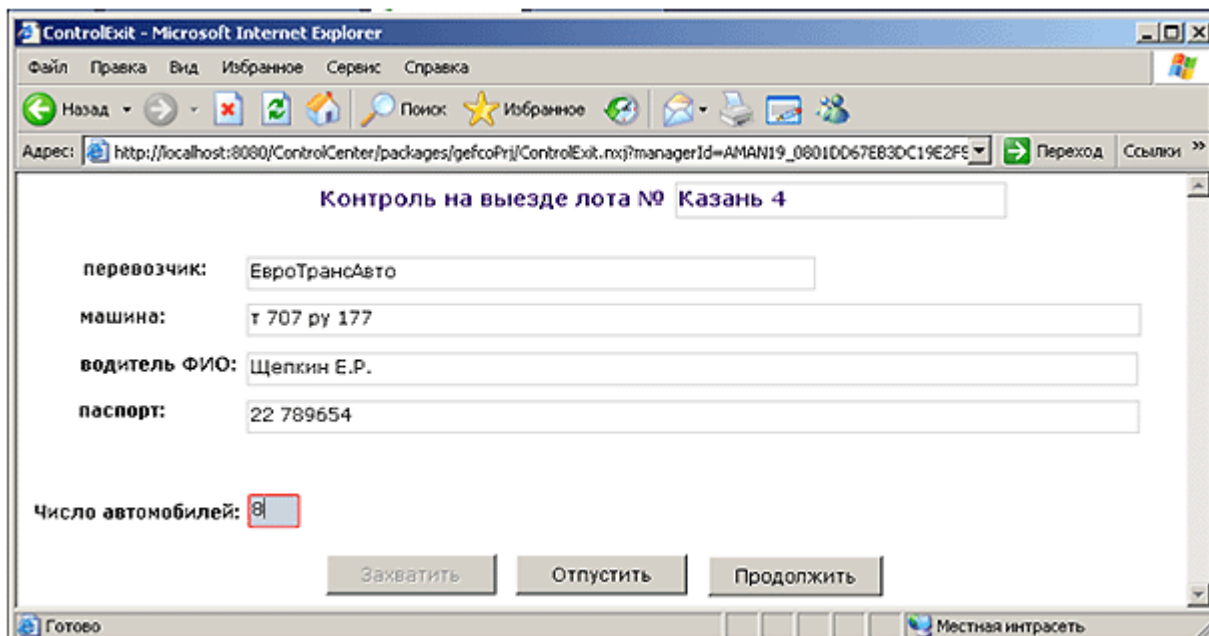 ControlExit - Microsoft Internet Explorer
Файл Правка Вид Избранное Сервис Справка
Назад Поиск Избранное
Адрес: http://localhost:8080/ControlCenter/packages/gefcoPrj/ControlExit.nxj?managerId=AMAN19_0801DD67EB3DC19E2F9 Переход Ссылки »
Контроль на выезде лота № Казань 4
перевозчик: ЕвроТрансАвто
машина: т 707 ру 177
водитель ФИО: Щепкин Е.Р.
паспорт: 22 789654
Число автомобилей: 8
Захватить Отпустить Продолжить
Готово Местная интрасеть